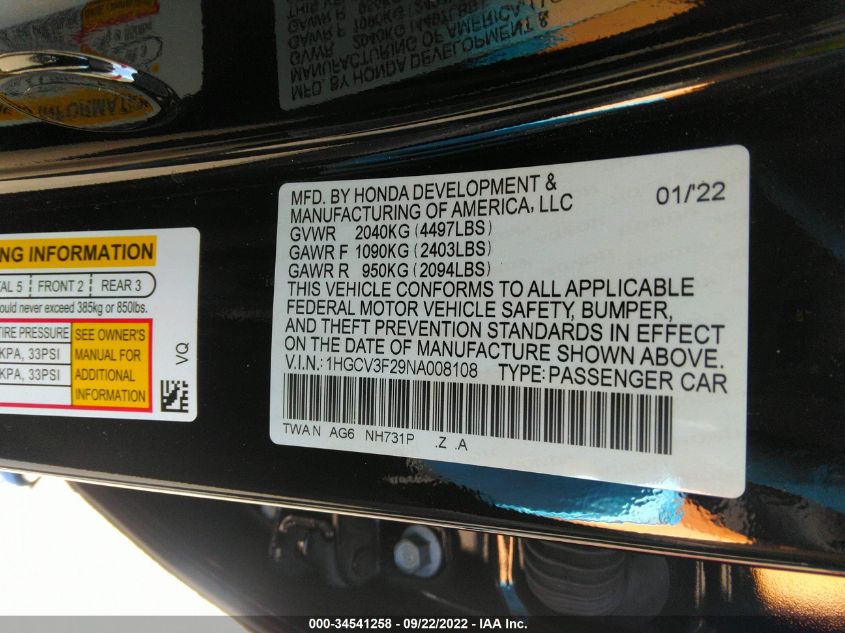 MFD. BY HONDA DEVELOPMENT &
MANUFACTURING OF AMERICA, LLC
01/'22
GVWR 2040KG (4497LBS)
GAWR F 1090KG (2403LBS)
GAWR R 950KG (2094LBS)
THIS VEHICLE CONFORMS TO ALL APPLICABLE
FEDERAL MOTOR VEHICLE SAFETY, BUMPER,
AND THEFT PREVENTION STANDARDS IN EFFECT
ON THE DATE OF MANUFACTURE SHOWN ABOVE.
V.I.N.: 1HGCV3F29NA008108 TYPE: PASSENGER CAR
TWA N AG6 NH731P .Z .A
INFORMATION
5 FRONT 2 REAR 3
never exceed 385kg or 850lbs.
PRESSURE
KPA, 33PSI
KPA, 33PSI
SEE OWNER'S
MANUAL FOR
ADDITIONAL
INFORMATION
VQ
000-34541258 - 09/22/2022 - IAA Inc.